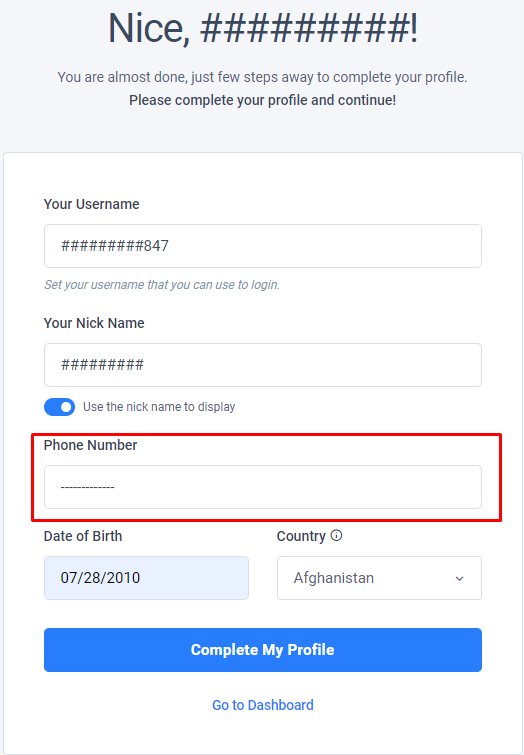 Nice, #########!
You are almost done, just few steps away to complete your profile.
Please complete your profile and continue!
Your Username
#########847
Set your username that you can use to login.
Your Nick Name
#########
Use the nick name to display
Phone Number
-------------
Date of Birth
Country
07/28/2010
Afghanistan
Complete My Profile
Go to Dashboard